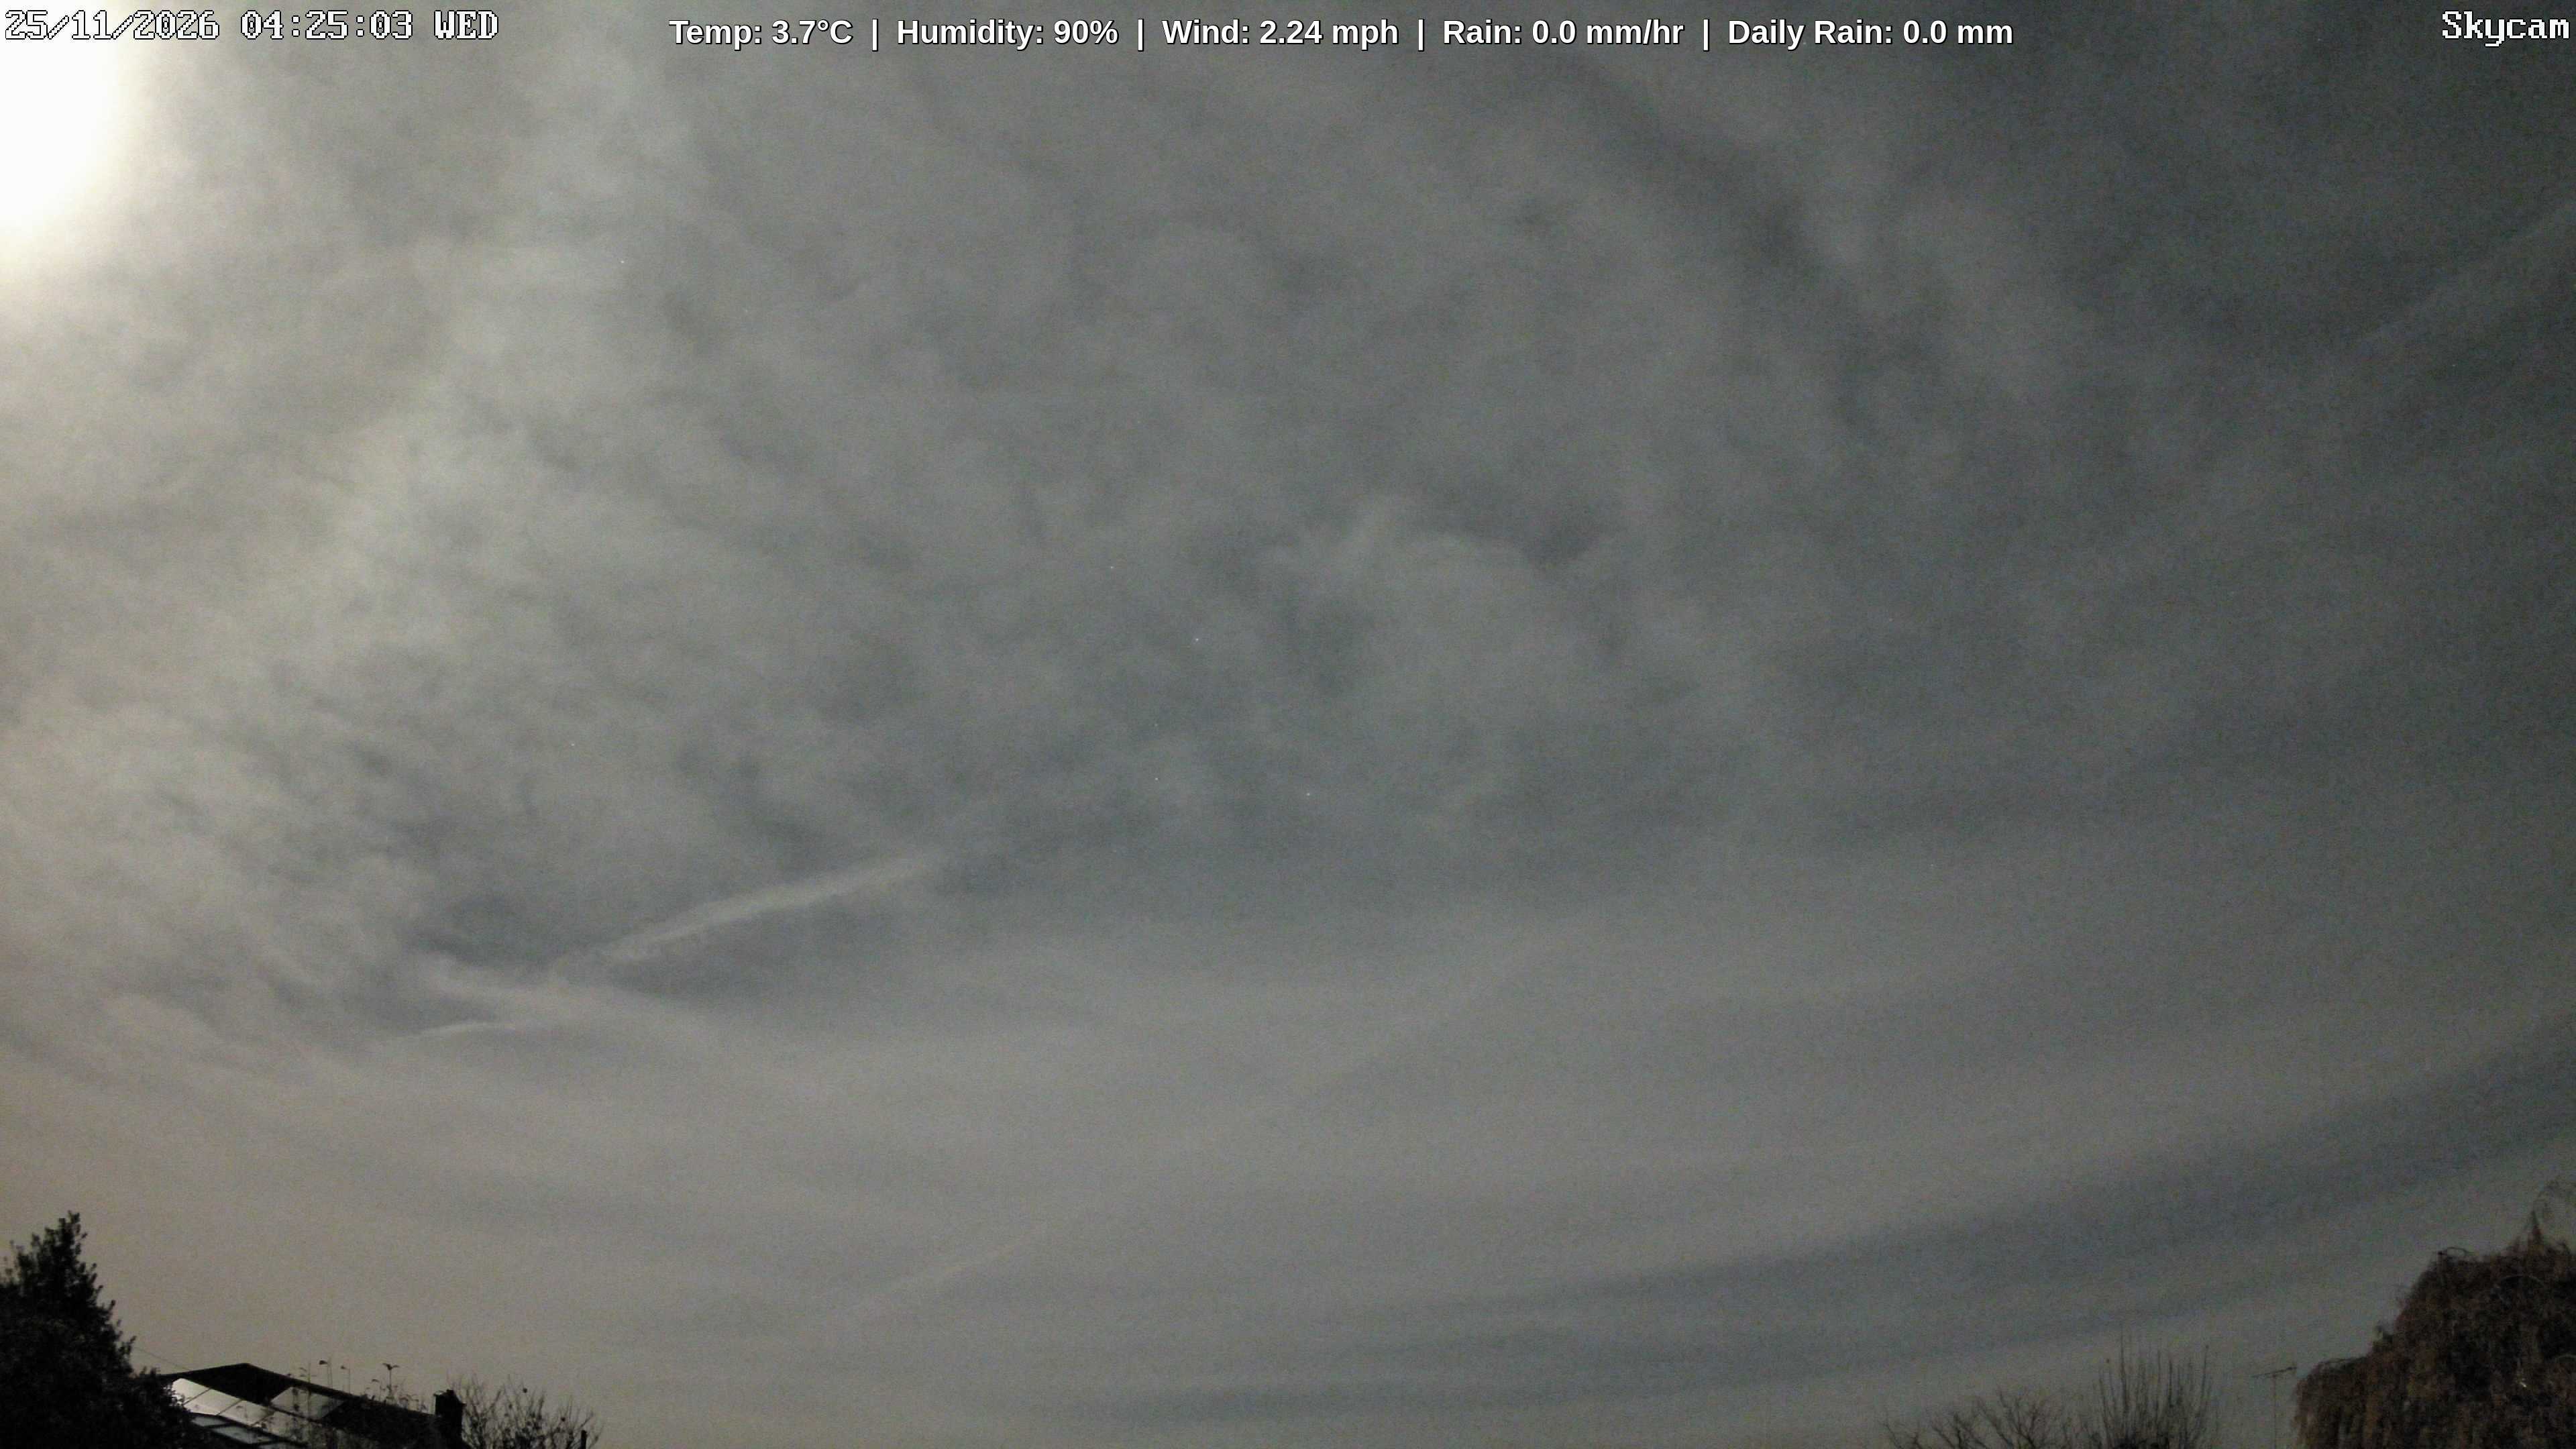 25/11/2026 04:25:03 WED
Temp: 3.7°C | Humidity: 90% | Wind: 2.24 mph | Rain: 0.0 mm/hr | Daily Rain: 0.0 mm
Skycam